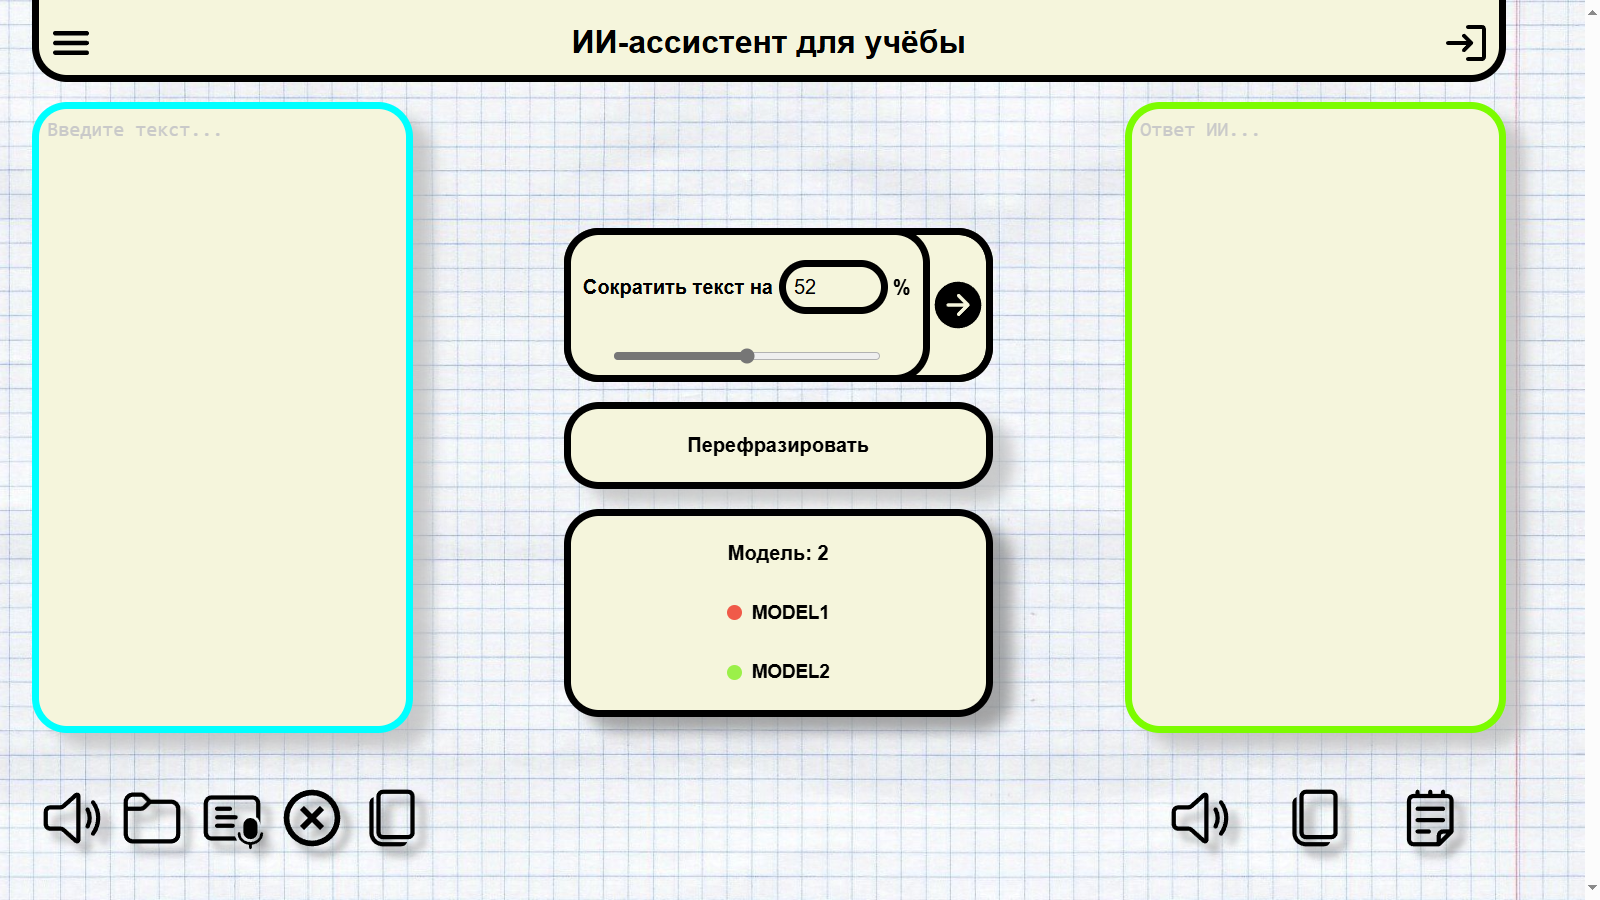 ИИ-ассистент для учёбы
Введите текст...
Ответ ИИ...
Сократить текст на 52 %
Перефразировать
Модель: 2
MODEL1
MODEL2